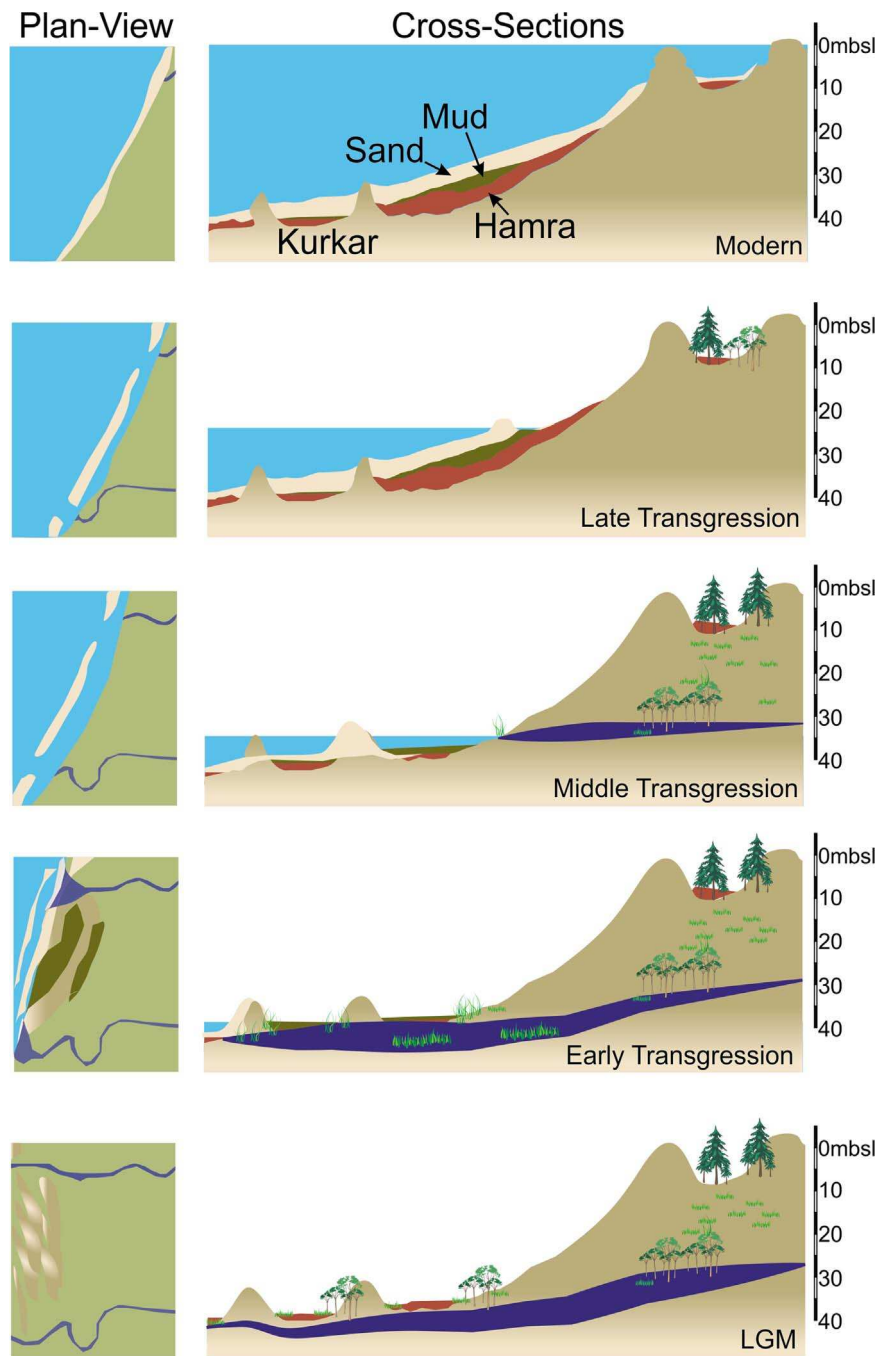 Plan-View
Cross-Sections
0mbsl
10
20
30
40
Mud
Sand
Hamra
Kurkar
Modern
0mbsl
10
20
30
40
Late Transgression
0mbsl
10
20
30
40
Middle Transgression
0mbsl
10
20
30
40
Early Transgression
0mbsl
10
20
30
40
LGM